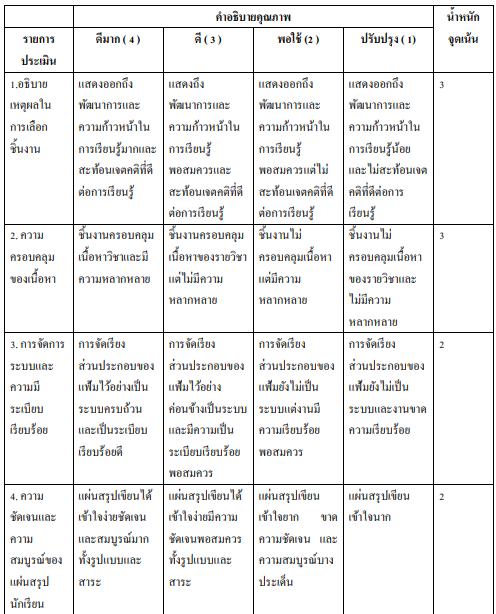 คำอธิบายคุณภาพ
น้ำหนัก
จุดเน้น
รายการ
ประเมิน
ดีมาก ( 4 )
ดี ( 3 )
พอใช้ (2 )
ปรับปรุง ( 1)
1.อธิบาย
เหตุผลใน
การเลือก
ชิ้นงาน
แสดงออกถึง
พัฒนาการและ
ความก้าวหน้าใน
การเรียนรู้มากและ
สะท้อนเจตคติที่ดี
ต่อการเรียนรู้
แสดงถึง
พัฒนาการและ
ความก้าวหน้าใน
การเรียนรู้
พอสมควรและ
สะท้อนเจตคติที่ดี
ต่อการเรียนรู้
แสดงออกถึง
พัฒนาการและ
ความก้าวหน้าใน
การเรียนรู้
พอสมควรแต่ไม่
สะท้อนเจตคติที่ดี
ต่อการเรียนรู้
แสดงออกถึง
พัฒนาการและ
ความก้าวหน้าใน
การเรียนรู้น้อย
และไม่สะท้อนเจต
คติที่ดีต่อการ
เรียนรู้
3
2. ความ
ครอบคลุม
ของเนื้อหา
ชิ้นงานครอบคลุม
เนื้อหาวิชาและมี
ความหลากหลาย
ชิ้นงานครอบคลุม
เนื้อหาของรายวิชา
แต่ไม่มีความ
หลากหลาย
ชิ้นงานไม่
ครอบคลุมเนื้อหา
แต่มีความ
หลากหลาย
ชิ้นงานไม่
ครอบคลุมเนื้อหา
ของรายวิชาและ
ไม่มีความ
หลากหลาย
3
3. การจัดการ
ระบบและ
ความมี
ระเบียบ
เรียบร้อย
การจัดเรียง
ส่วนประกอบของ
แฟ้มไว้อย่างเป็น
ระบบครบถ้วน
และเป็นระเบียบ
เรียบร้อยดี
การจัดเรียง
ส่วนประกอบของ
แฟ้มไว้อย่าง
ค่อนข้างเป็นระบบ
และมีความเป็น
ระเบียบเรียบร้อย
พอสมควร
การจัดเรียง
ส่วนประกอบของ
แฟ้มยังไม่เป็น
ระบบแต่งานมี
ความเรียบร้อย
พอสมควร
การจัดเรียง
ส่วนประกอบของ
แฟ้มยังไม่เป็น
ระบบและงานขาด
ความเรียบร้อย
2
4. ความ
ชัดเจนและ
ความ
สมบูรณ์ของ
แผ่นสรุป
นักเรียน
แผ่นสรุปเขียนได้
เข้าใจง่ายชัดเจน
และสมบูรณ์มาก
ทั้งรูปแบบและ
สาระ
แผ่นสรุปเขียนได้
เข้าใจง่ายมีความ
ชัดเจนพอสมควร
ทั้งรูปแบบและ
สาระ
แผ่นสรุปเขียน
เข้าใจยาก ขาด
ความชัดเจน และ
ความสมบูรณ์บาง
ประเด็น
แผ่นสรุปเขียน
เข้าใจนาก
2